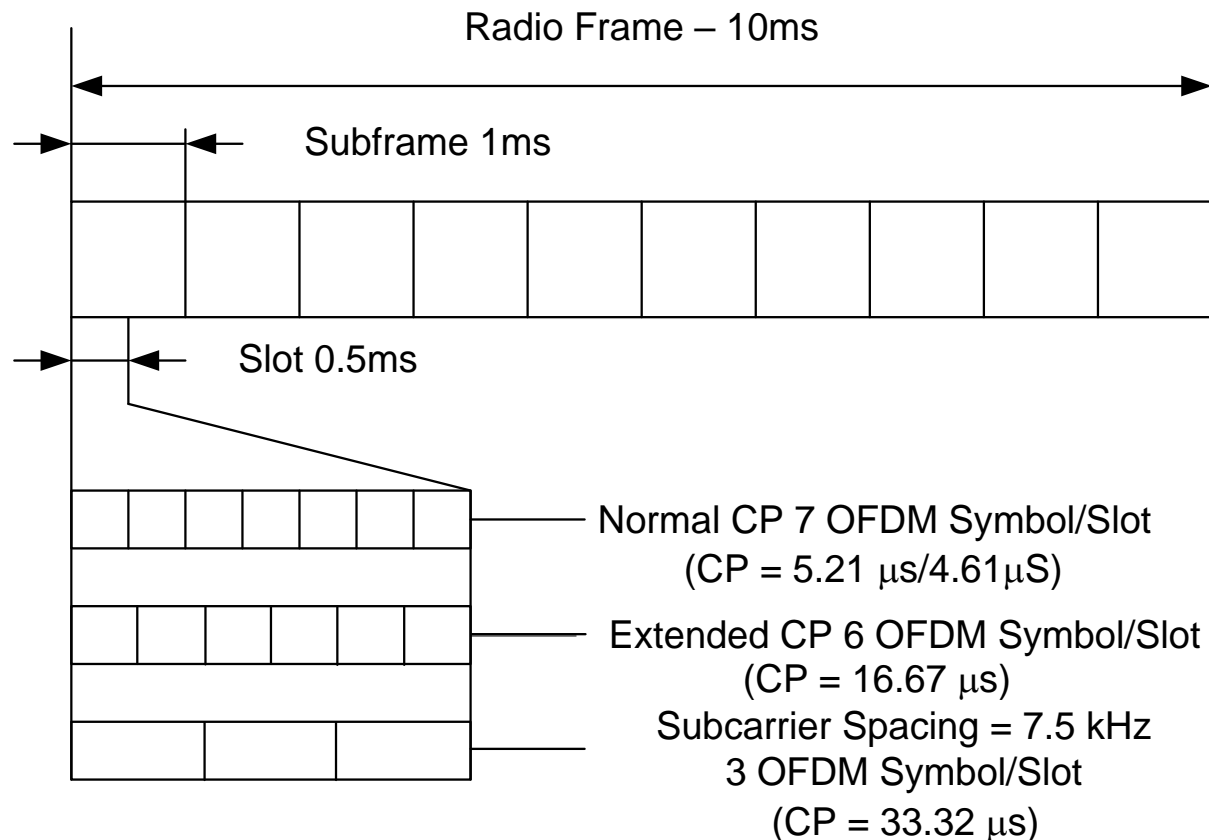 Radio Frame – 10ms
Subframe 1ms
Slot 0.5ms
Normal CP 7 OFDM Symbol/Slot
(CP = 5.21 μs/4.61μS)
Extended CP 6 OFDM Symbol/Slot
(CP = 16.67 μs)
Subcarrier Spacing = 7.5 kHz
3 OFDM Symbol/Slot
(CP = 33.32 μs)